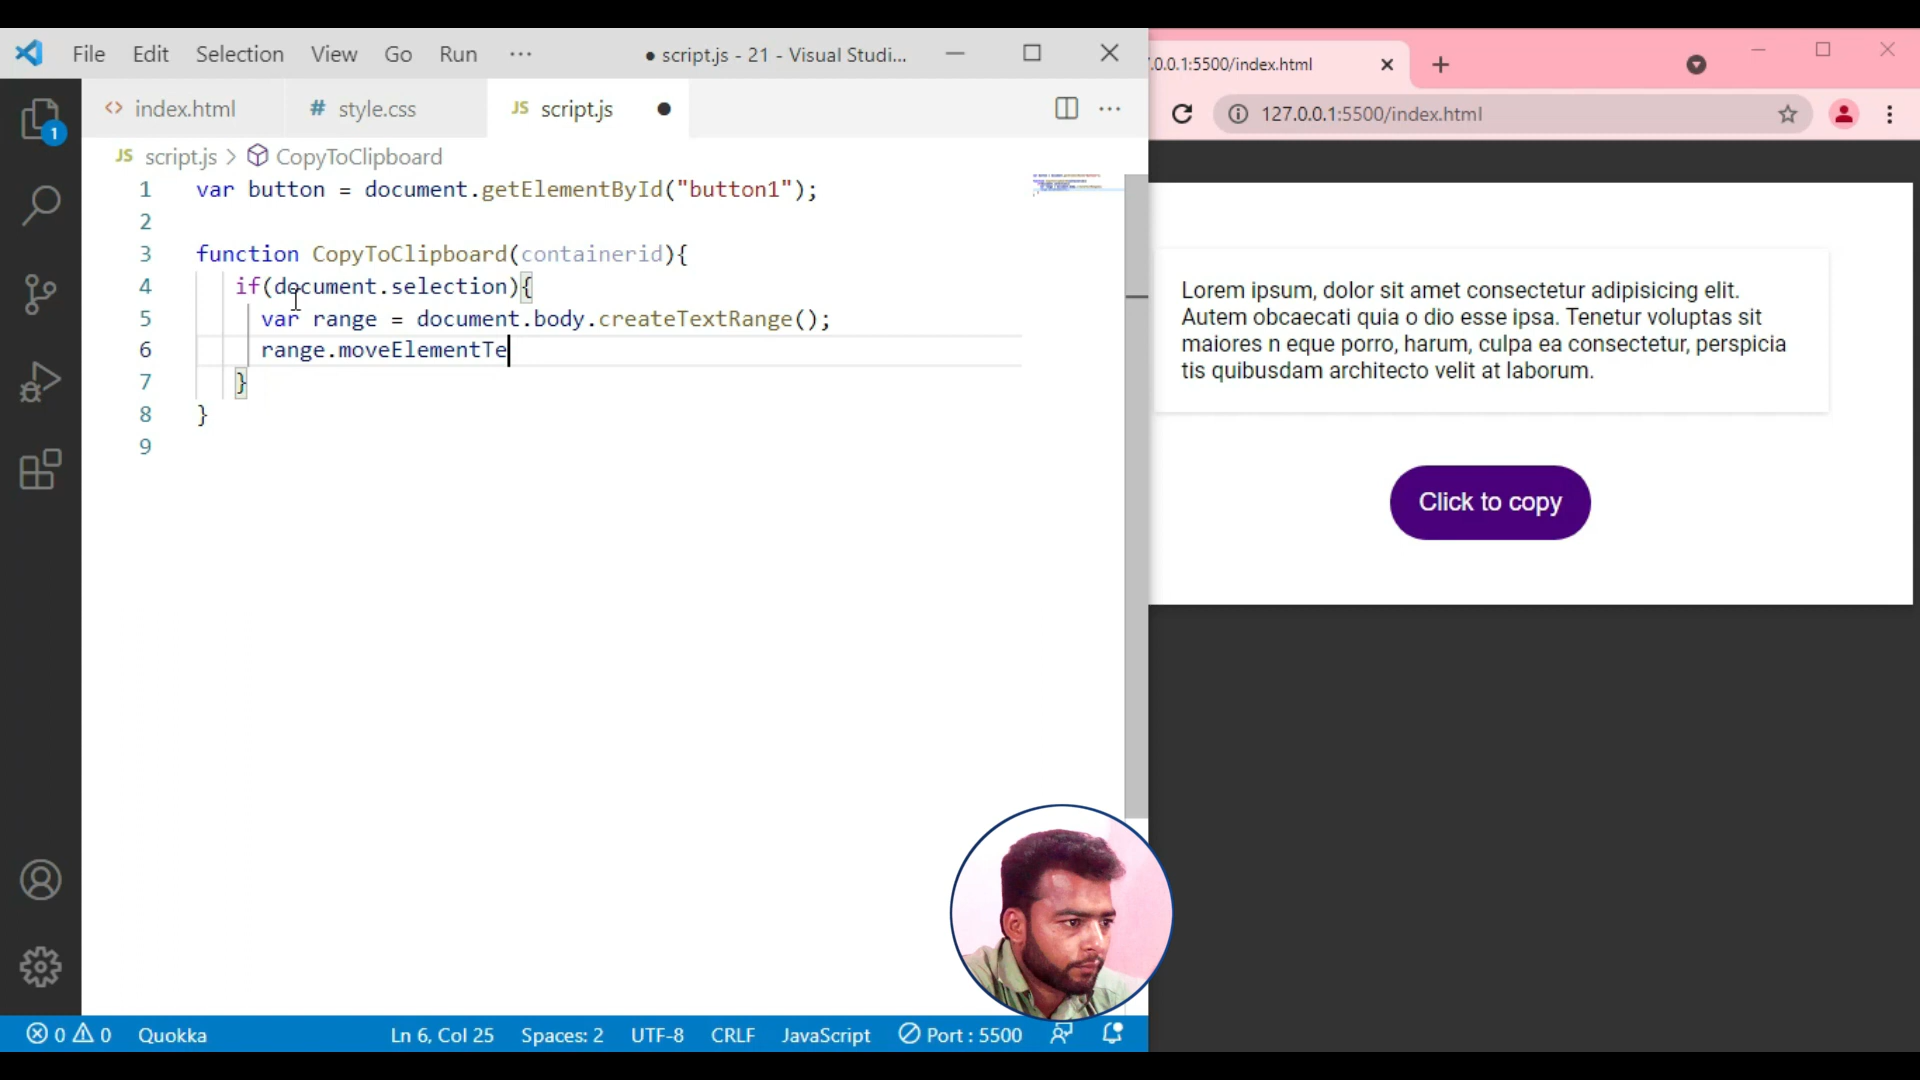 File Edit Selection View Go Run ··· ● script.js - 21 - Visual Studi...
.0.0.1:5500/index.html
index.html style.css JS script.js
127.0.0.1:5500/index.html
JS script.js > CopyToClipboard
1 var button = document.getElementById("button1");
2
3 function CopyToClipboard(containerid){
4 if(document.selection){
5 var range = document.body.createTextRange();
6 range.moveElementTe
7 }
8 }
9
1
Lorem ipsum, dolor sit amet consectetur adipisicing elit.
Autem obcaecati quia o dio esse ipsa. Tenetur voluptas sit
maiores n eque porro, harum, culpa ea consectetur, perspicia
tis quibusdam architecto velit at laborum.
Click to copy
0 0 Quokka Ln 6, Col 25 Spaces: 2 UTF-8 CRLF JavaScript Port : 5500